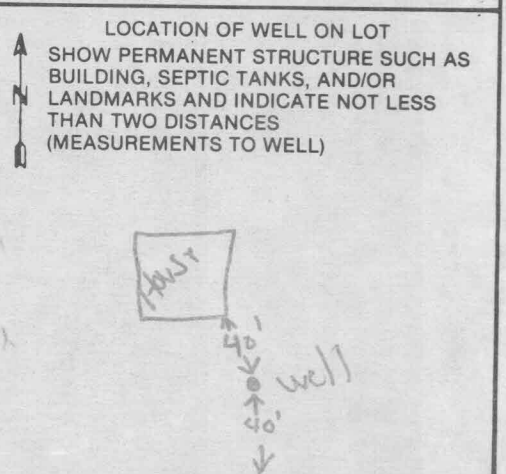 LOCATION OF WELL ON LOT
SHOW PERMANENT STRUCTURE SUCH AS
BUILDING, SEPTIC TANKS, AND/OR
N LANDMARKS AND INDICATE NOT LESS
THAN TWO DISTANCES
(MEASUREMENTS TO WELL)
House
40'
well
40'